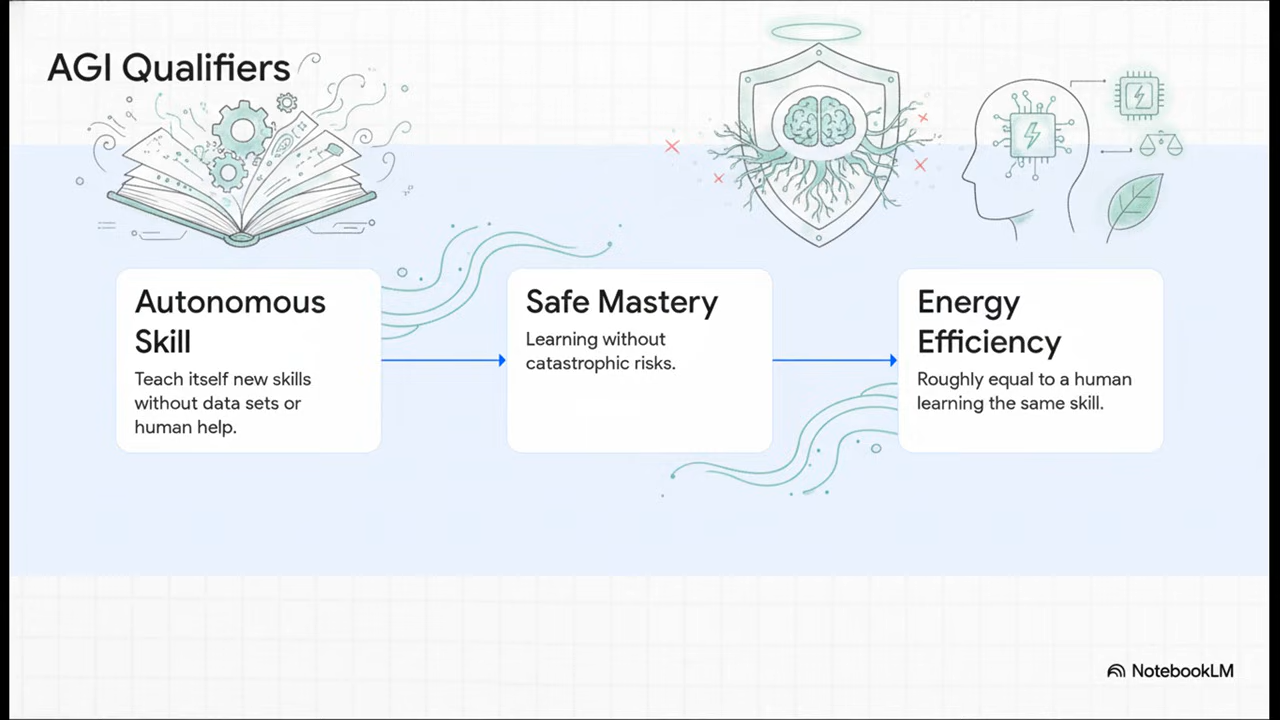 AGI Qualifiers
Autonomous
Skill
Teach itself new skills
without data sets or
human help.
Safe Mastery
Learning without
catastrophic risks.
Energy
Efficiency
Roughly equal to a human
learning the same skill.
NotebookLM